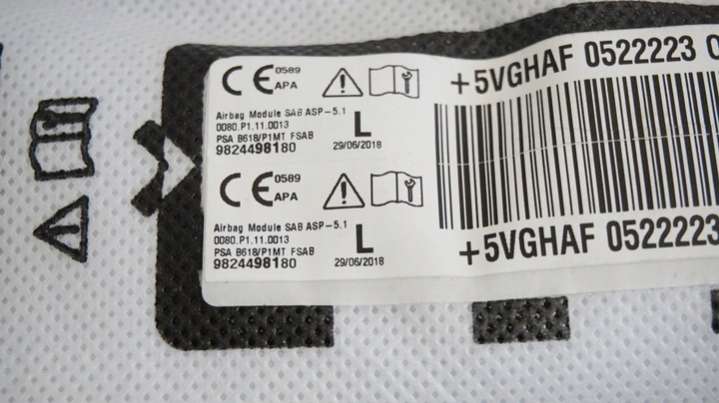 CE 0589
APA
Airbag Module SAB ASP-5.1
0080.P1.11.0013
PSA B618/P1MT FSAB
9824498180
L
29/06/2018
CE 0589
APA
Airbag Module SAB ASP-5.1
0080.P1.11.0013
PSA B618/P1MT FSAB
9824498180
L
29/06/2018
+5VGHAF 0522223
+5VGHAF 0522223